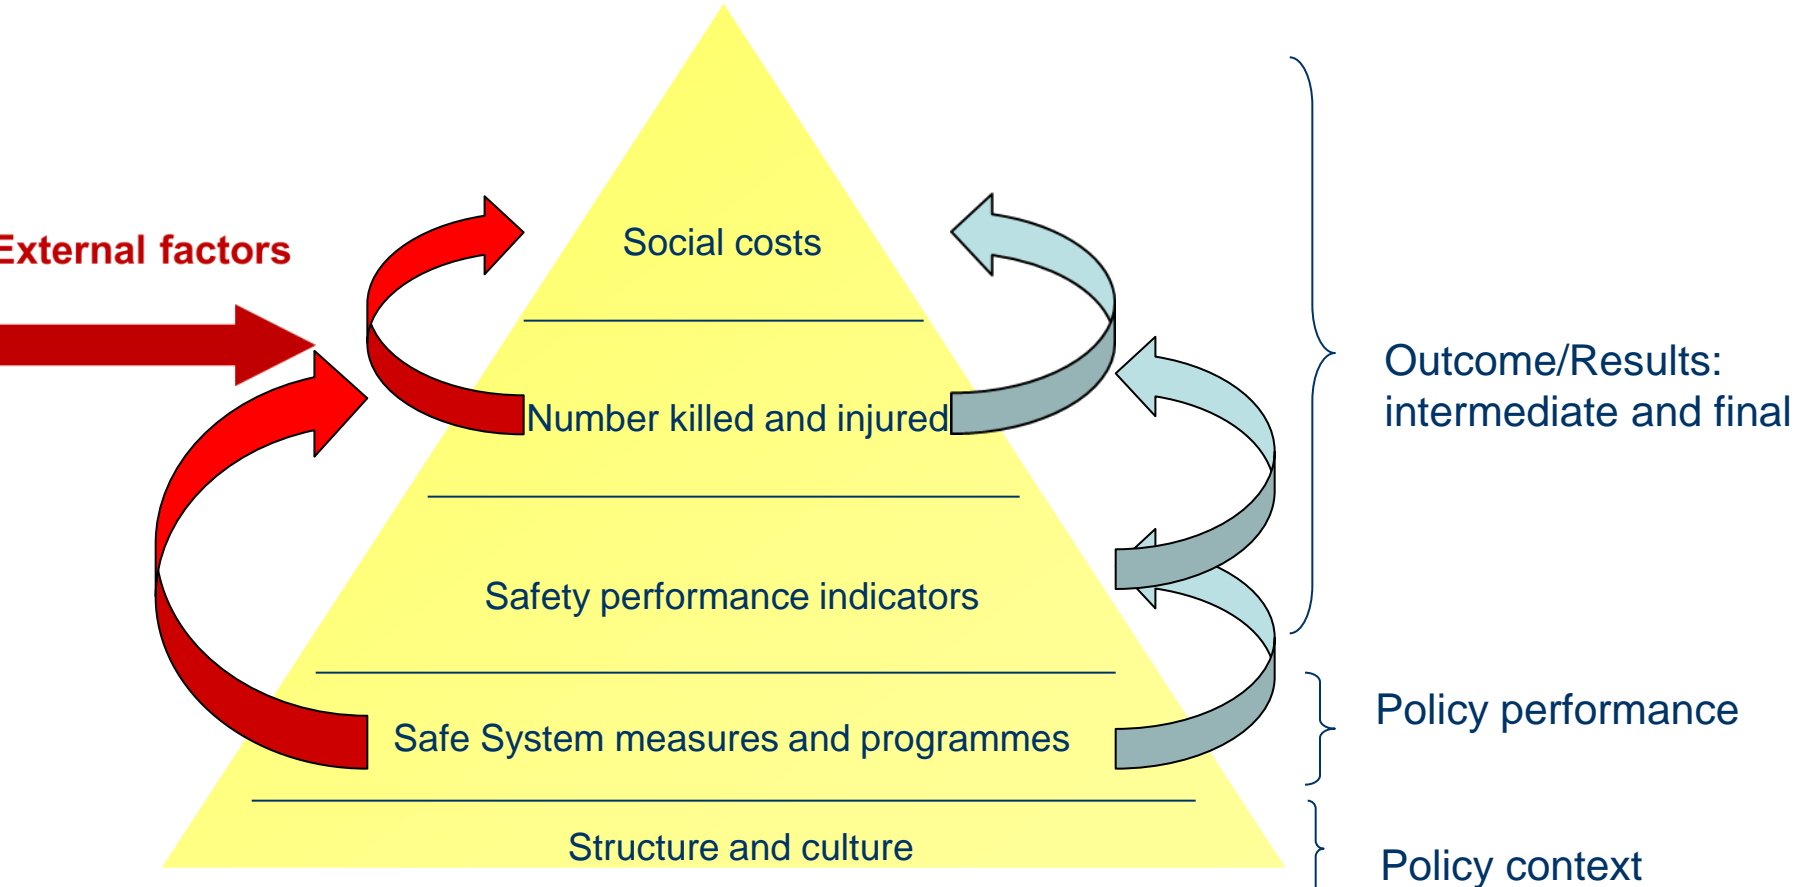 Social costs
External factors
Number killed and injured
Safety performance indicators
Safe System measures and programmes
Structure and culture
Outcome/Results:
intermediate and final
Policy performance
Policy context